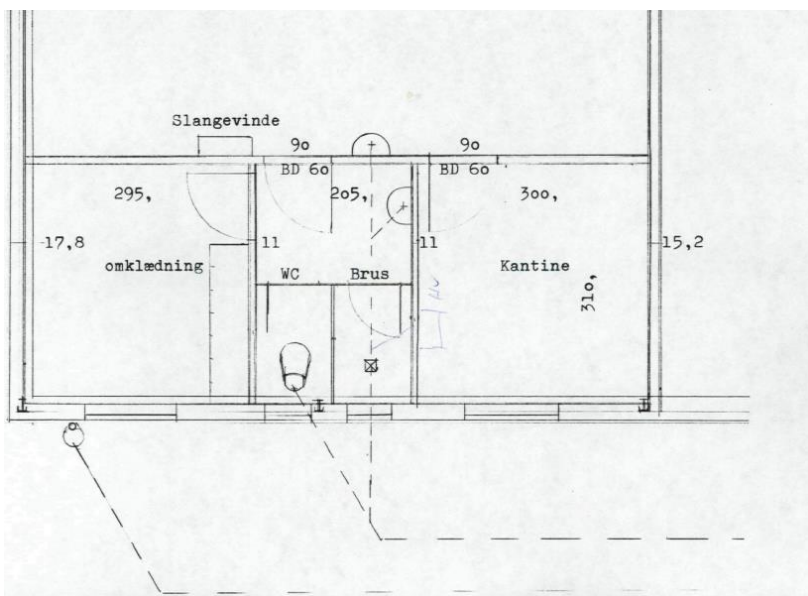 Slangevinde
9o 9o
BD 6o BD 6o
295, 2o5, 3oo,
17,8 11 11 15,2
omklædning Kantine
WC Brus
31o,